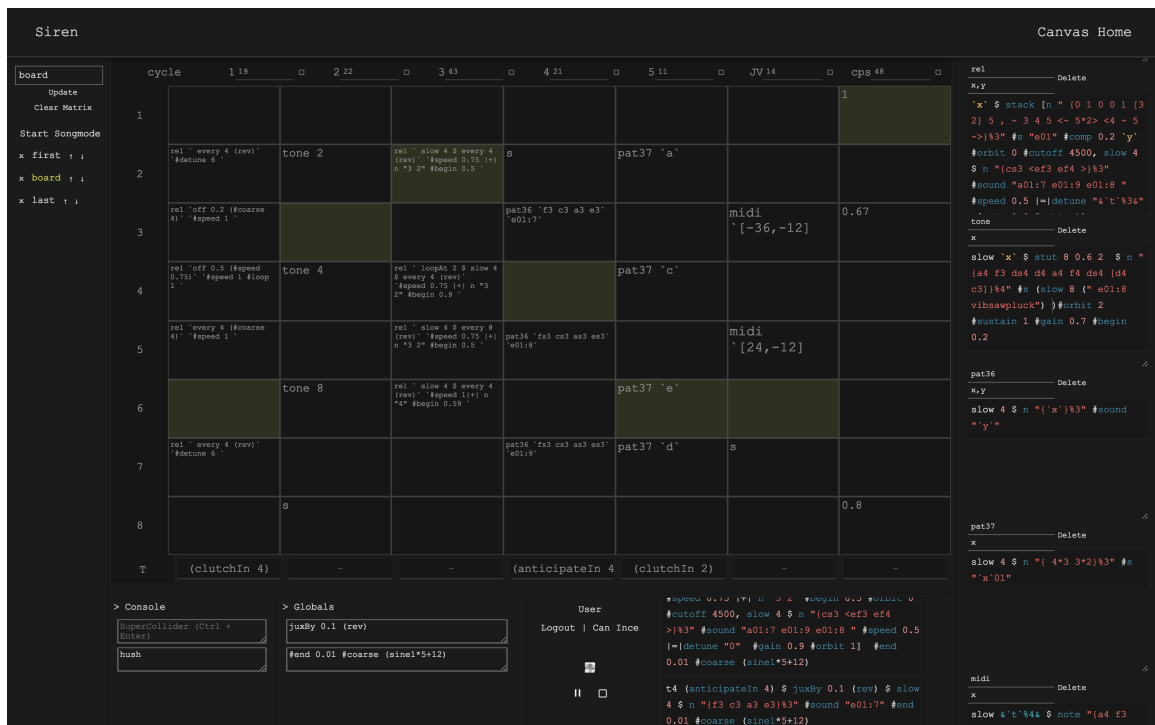 Siren
Canvas Home
board
Update
Clear Matrix
Start Songmode
x first ↑ ↓
x board ↑ ↓
x last ↑ ↓
cycle 1 19 2 22 3 43 4 21 5 11 JV 14 cps 48
1
1
2
rel ` every 4 (rev)`
`#detune 6 `
tone 2
rel ` slow 4 $ every 4
(rev)` `#speed 0.75 |+|
n "3 2" #begin 0.5 `
s
pat37 `a`
3
rel `off 0.2 (#coarse
4)` `#speed 1 `
pat36 `f3 c3 a3 e3`
`e01:7`
midi
`[-36,-12]
0.67
4
rel `off 0.5 (#speed
0.75)` `#speed 1 #loop
1 `
tone 4
rel ` loopAt 2 $ slow 4
$ every 4 (rev)`
`#speed 0.75 |+| n "3
2" #begin 0.9 `
pat37 `c`
5
rel `every 4 (#coarse
4)` `#speed 1 `
rel ` slow 4 $ every 8
(rev)` `#speed 0.75 |+|
n "3 2" #begin 0.5 `
pat36 `fs3 cs3 as3 es3`
`e01:8`
midi
`[24,-12]
6
tone 8
rel ` slow 4 $ every 4
(rev)` `#speed 1|+| n
"4" #begin 0.59 `
pat37 `e`
7
rel ` every 4 (rev)`
`#detune 6 `
pat36 `fs3 cs3 as3 es3`
`e01:9`
pat37 `d`
s
8
s
0.8
T (clutchIn 4) - - (anticipateIn 4 (clutchIn 2) - -
> Console
SuperCollider (Ctrl +
Enter)
hush
> Globals
juxBy 0.1 (rev)
#end 0.01 #coarse (sine1*5+12)
User
Logout | Can Ince
#speed 0.75 |+| n "3 2" #begin 0.5 #orbit 0
#cutoff 4500, slow 4 $ n "{cs3 <ef3 ef4
>}%3" #sound "a01:7 e01:9 e01:8 " #speed 0.5
|=|detune "0" #gain 0.9 #orbit 1] #end
0.01 #coarse (sine1*5+12)
t4 (anticipateIn 4) $ juxBy 0.1 (rev) $ slow
4 $ n "{f3 c3 a3 e3}%3" #sound "e01:7" #end
0.01 #coarse (sine1*5+12)
rel
Delete
x,y
`x` $ stack [n " {0 1 0 0 1 [3
2] 5 , ~ 3 4 5 <~ 5*2> <4 ~ 5
~>}%3" #s "e01" #comp 0.2 `y`
#orbit 0 #cutoff 4500, slow 4
$ n "{cs3 <ef3 ef4 >}%3"
#sound "a01:7 e01:9 e01:8 "
#speed 0.5 |=|detune "&`t`%3&"
tone
Delete
x
slow `x` $ stut 8 0.6 2 $ n "
{a4 f3 ds4 d4 a4 f4 ds4 [d4
c3]}%4" #s (slow 8 (" e01:8
vibsawpluck") )#orbit 2
#sustain 1 #gain 0.7 #begin
0.2
pat36
Delete
x,y
slow 4 $ n "{`x`}%3" #sound
"`y`"
pat37
Delete
x
slow 4 $ n "{ 4*3 3*2}%3" #s
"`x`01"
midi
Delete
x
slow &`t`%4& $ note "{a4 f3